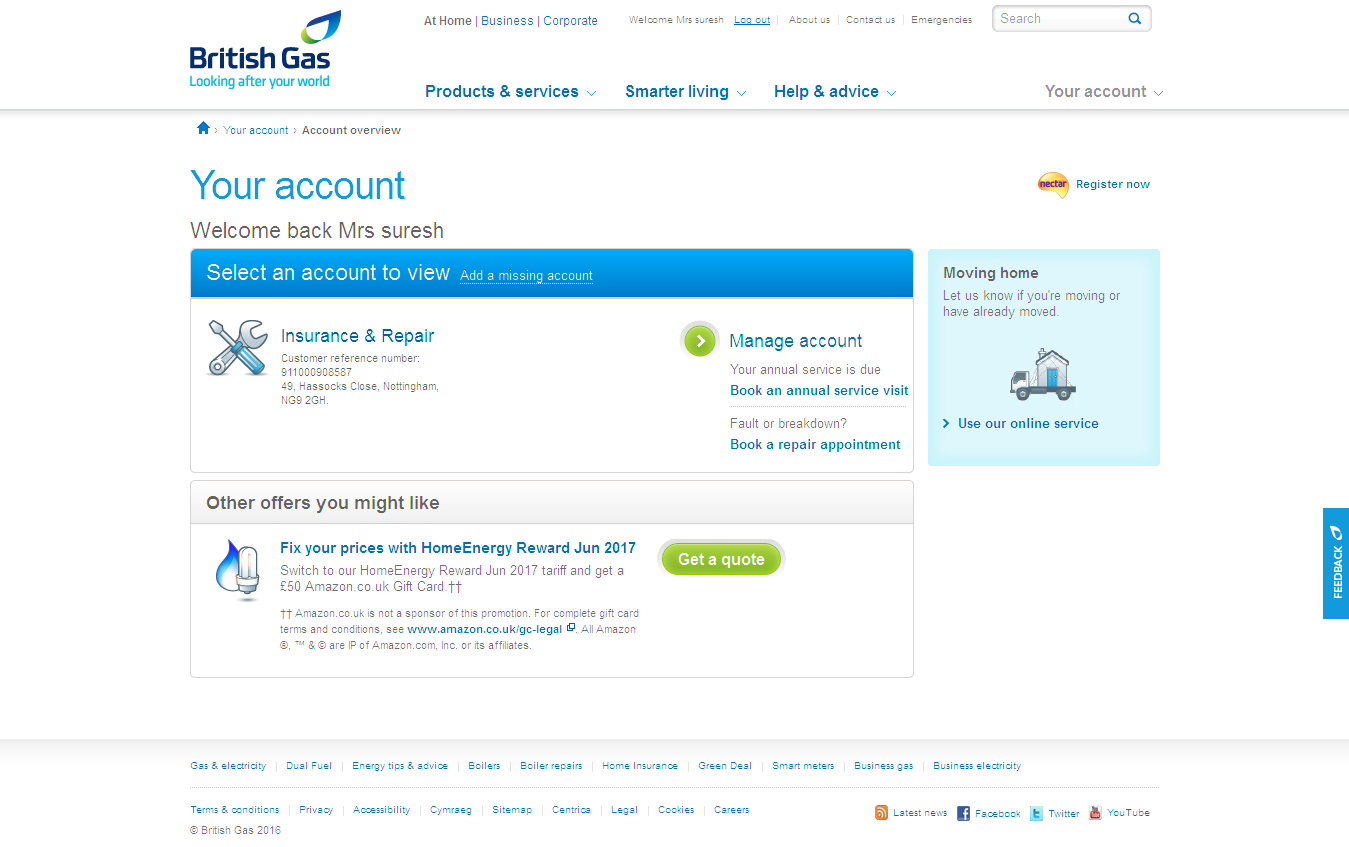 At Home | Business | Corporate
Welcome Mrs suresh Log out About us Contact us Emergencies
Search
British Gas
Looking after your world
Products & services Smarter living Help & advice Your account
Your account › Account overview
Your account
nectar Register now
Welcome back Mrs suresh
Select an account to view Add a missing account
Insurance & Repair
Customer reference number:
911000908587
49, Hassocks Close, Nottingham,
NG9 2GH.
Manage account
Your annual service is due
Book an annual service visit
Fault or breakdown?
Book a repair appointment
Moving home
Let us know if you're moving or
have already moved.
Use our online service
Other offers you might like
Fix your prices with HomeEnergy Reward Jun 2017
Switch to our HomeEnergy Reward Jun 2017 tariff and get a
£50 Amazon.co.uk Gift Card.††
†† Amazon.co.uk is not a sponsor of this promotion. For complete gift card
terms and conditions, see www.amazon.co.uk/gc-legal . All Amazon
®, ™ & © are IP of Amazon.com, Inc. or its affiliates.
Get a quote
FEEDBACK
Gas & electricity Dual Fuel Energy tips & advice Boilers Boiler repairs Home Insurance Green Deal Smart meters Business gas Business electricity
Terms & conditions Privacy Accessibility Cymraeg Sitemap Centrica Legal Cookies Careers
Latest news Facebook Twitter YouTube
© British Gas 2016